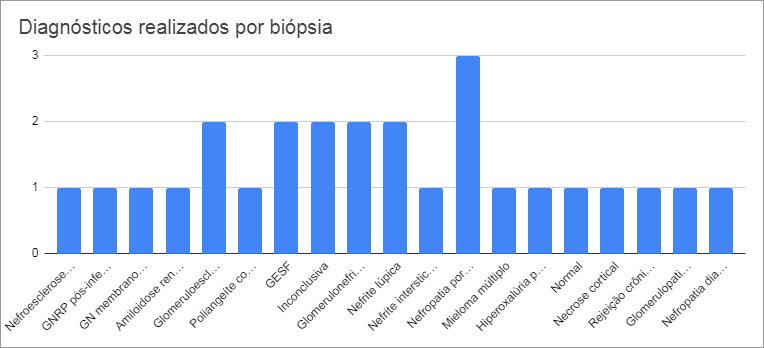 Diagnósticos realizados por biópsia
3
2
1
0
Nefroesclerose…
GNRP pós-infe…
GN membrano…
Amiloidose ren…
Glomeruloescl…
Poliangeíte co…
GESF
Inconclusiva
Glomerulonefri…
Nefrite lúpica
Nefrite interstic…
Nefropatia por…
Mieloma múltiplo
Hiperoxalúria p…
Normal
Necrose cortical
Rejeição crôni…
Glomerulopati…
Nefropatia dia…